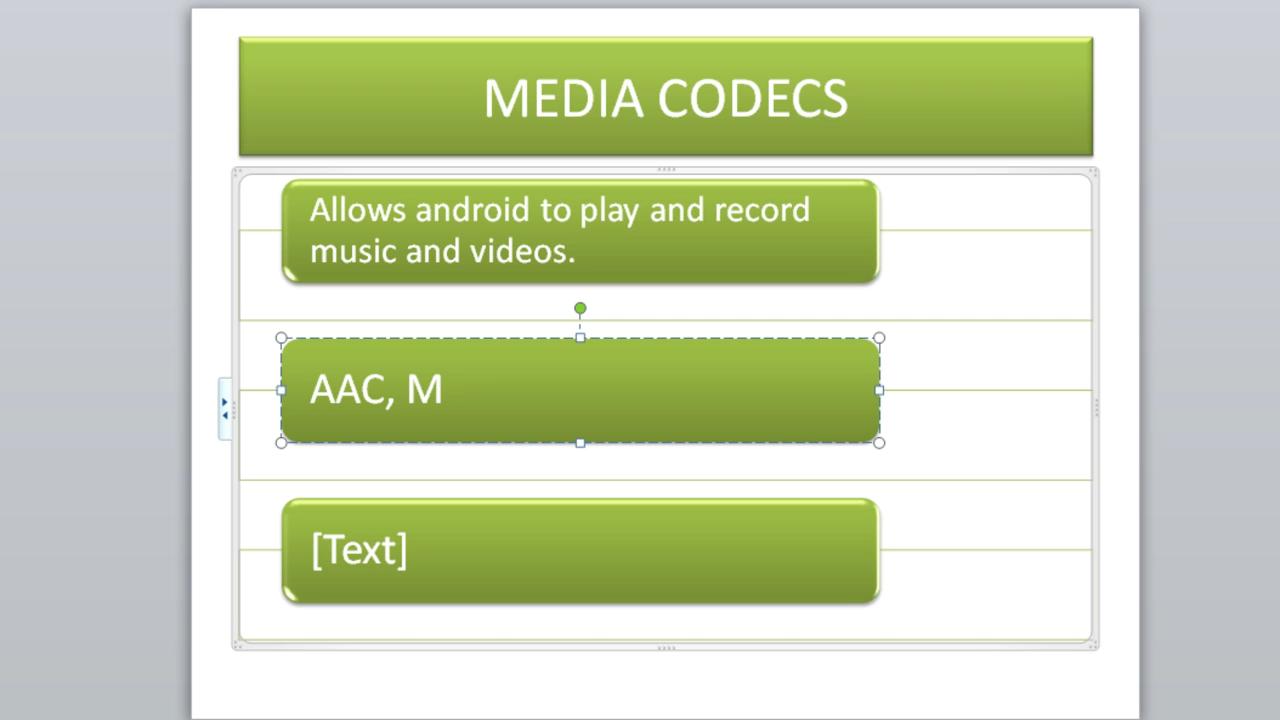 MEDIA CODECS
Allows android to play and record
music and videos.
AAC, M
[Text]